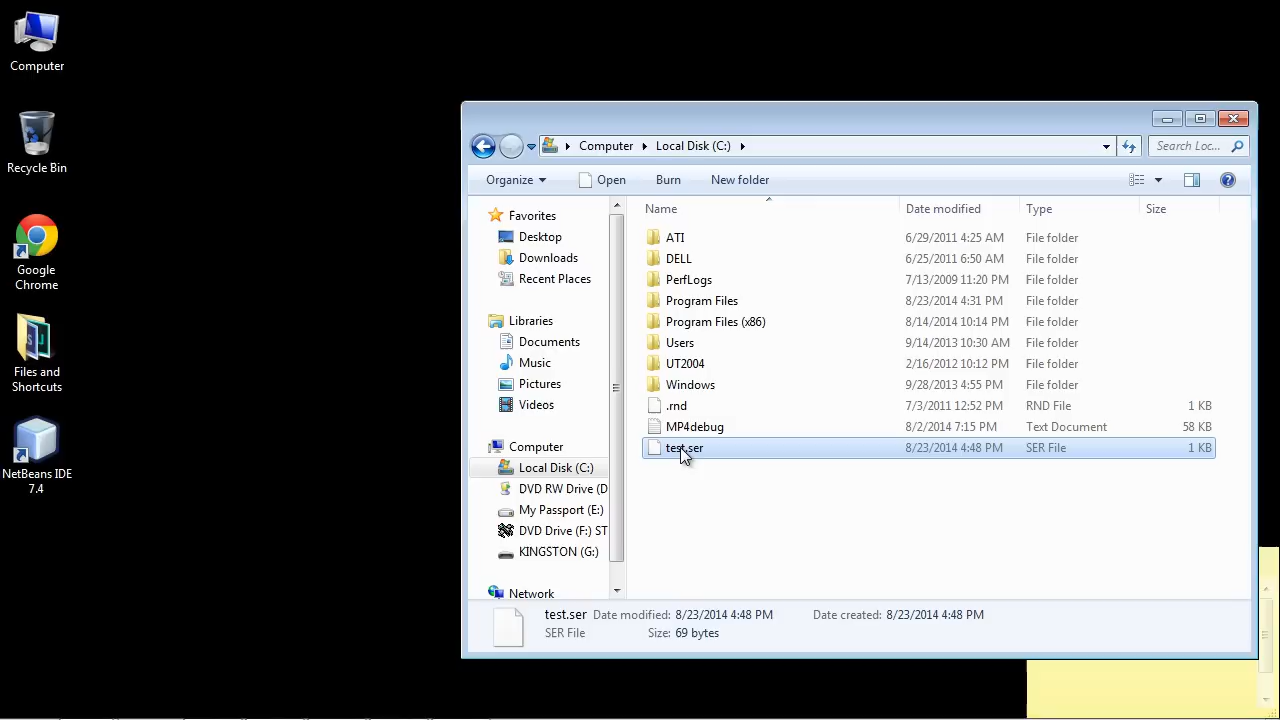 Computer
Recycle Bin
Google
Chrome
Files and
Shortcuts
NetBeans IDE
7.4
Computer Local Disk (C:)
Search Loc...
Organize Open Burn New folder
Name Date modified Type Size
Favorites
Desktop
Downloads
Recent Places
Libraries
Documents
Music
Pictures
Videos
Computer
Local Disk (C:)
DVD RW Drive (D
My Passport (E:)
DVD Drive (F:) ST
KINGSTON (G:)
Network
ATI 6/29/2011 4:25 AM File folder
DELL 6/25/2011 6:50 AM File folder
PerfLogs 7/13/2009 11:20 PM File folder
Program Files 8/23/2014 4:31 PM File folder
Program Files (x86) 8/14/2014 10:14 PM File folder
Users 9/14/2013 10:30 AM File folder
UT2004 2/16/2012 10:12 PM File folder
Windows 9/28/2013 4:55 PM File folder
.rnd 7/3/2011 12:52 PM RND File 1 KB
MP4debug 8/2/2014 7:15 PM Text Document 58 KB
test.ser 8/23/2014 4:48 PM SER File 1 KB
test.ser Date modified: 8/23/2014 4:48 PM Date created: 8/23/2014 4:48 PM
SER File Size: 69 bytes